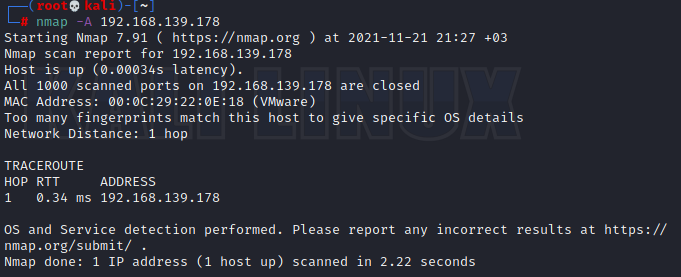 (root💀kali)-[~]
# nmap -A 192.168.139.178
Starting Nmap 7.91 ( https://nmap.org ) at 2021-11-21 21:27 +03
Nmap scan report for 192.168.139.178
Host is up (0.00034s latency).
All 1000 scanned ports on 192.168.139.178 are closed
MAC Address: 00:0C:29:22:0E:18 (VMware)
Too many fingerprints match this host to give specific OS details
Network Distance: 1 hop
TRACEROUTE
HOP RTT     ADDRESS
1   0.34 ms 192.168.139.178
OS and Service detection performed. Please report any incorrect results at https://
nmap.org/submit/ .
Nmap done: 1 IP address (1 host up) scanned in 2.22 seconds
KALI LINUX